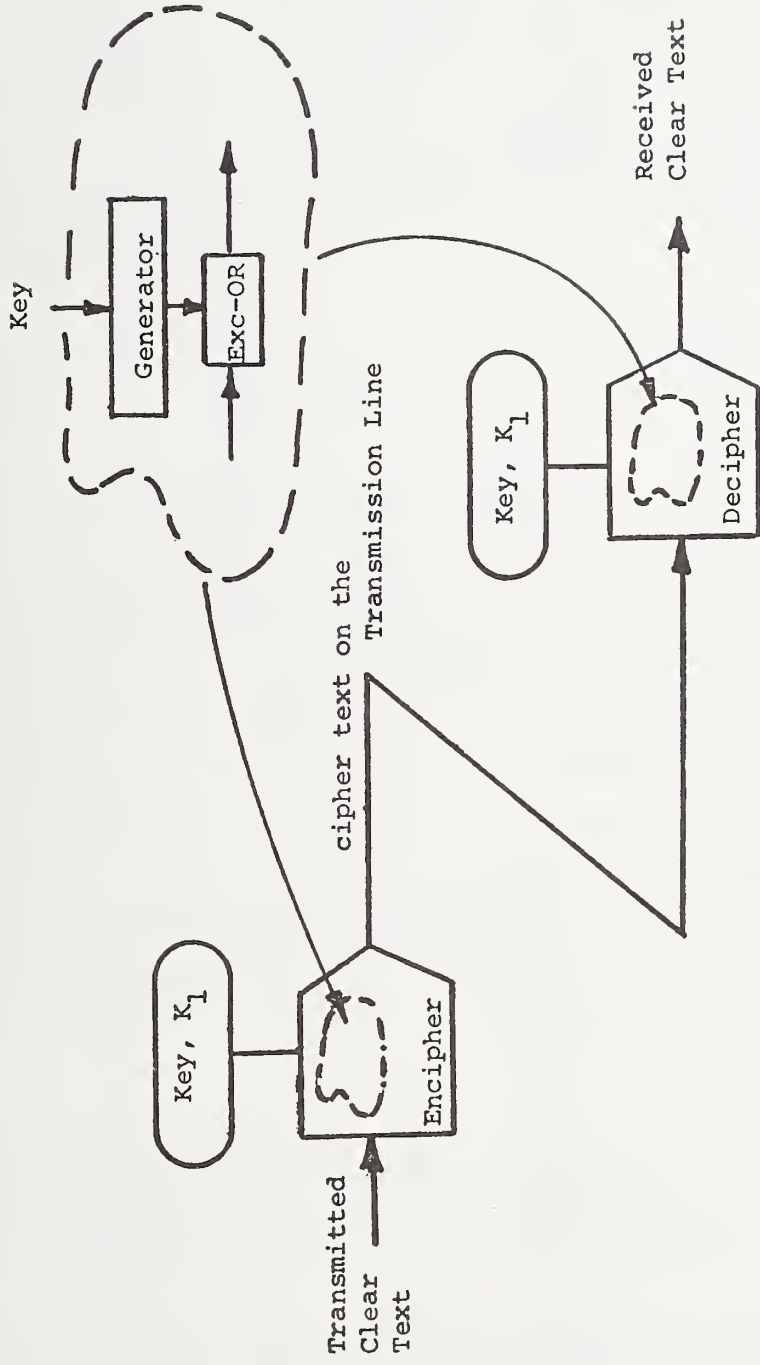 Key
Generator
Exc-OR
Key, K1
Transmitted
Clear
Text
Encipher
cipher text on the
Transmission Line
Key, K1
Decipher
Received
Clear Text